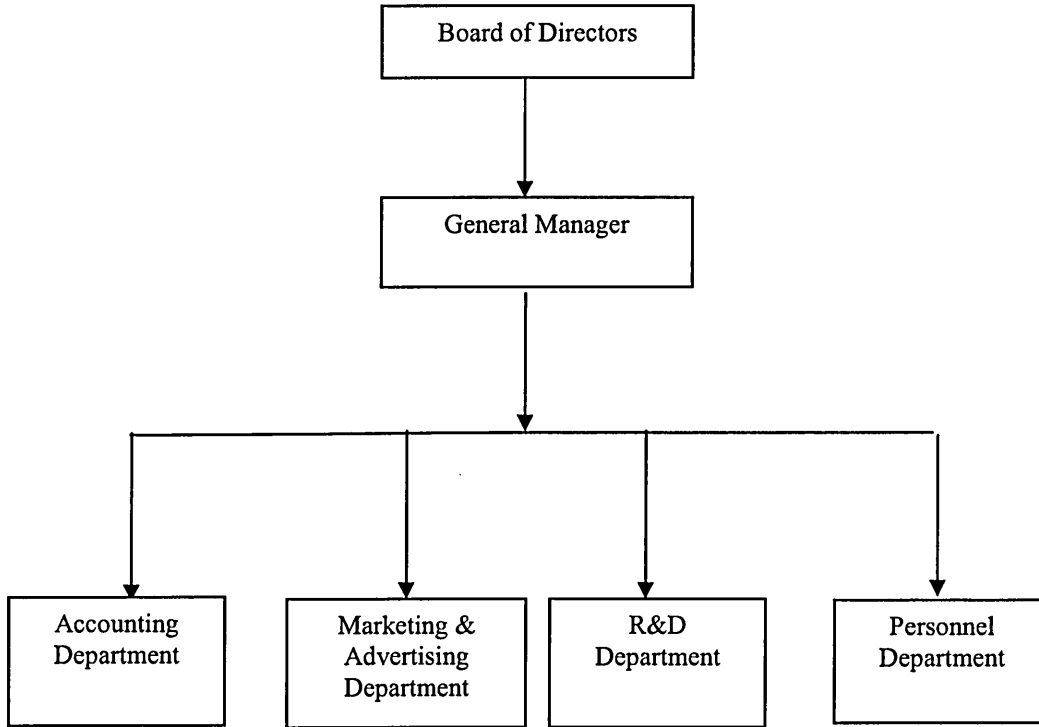 Board of Directors
General Manager
Accounting
Department
Marketing &
Advertising
Department
R&D
Department
Personnel
Department